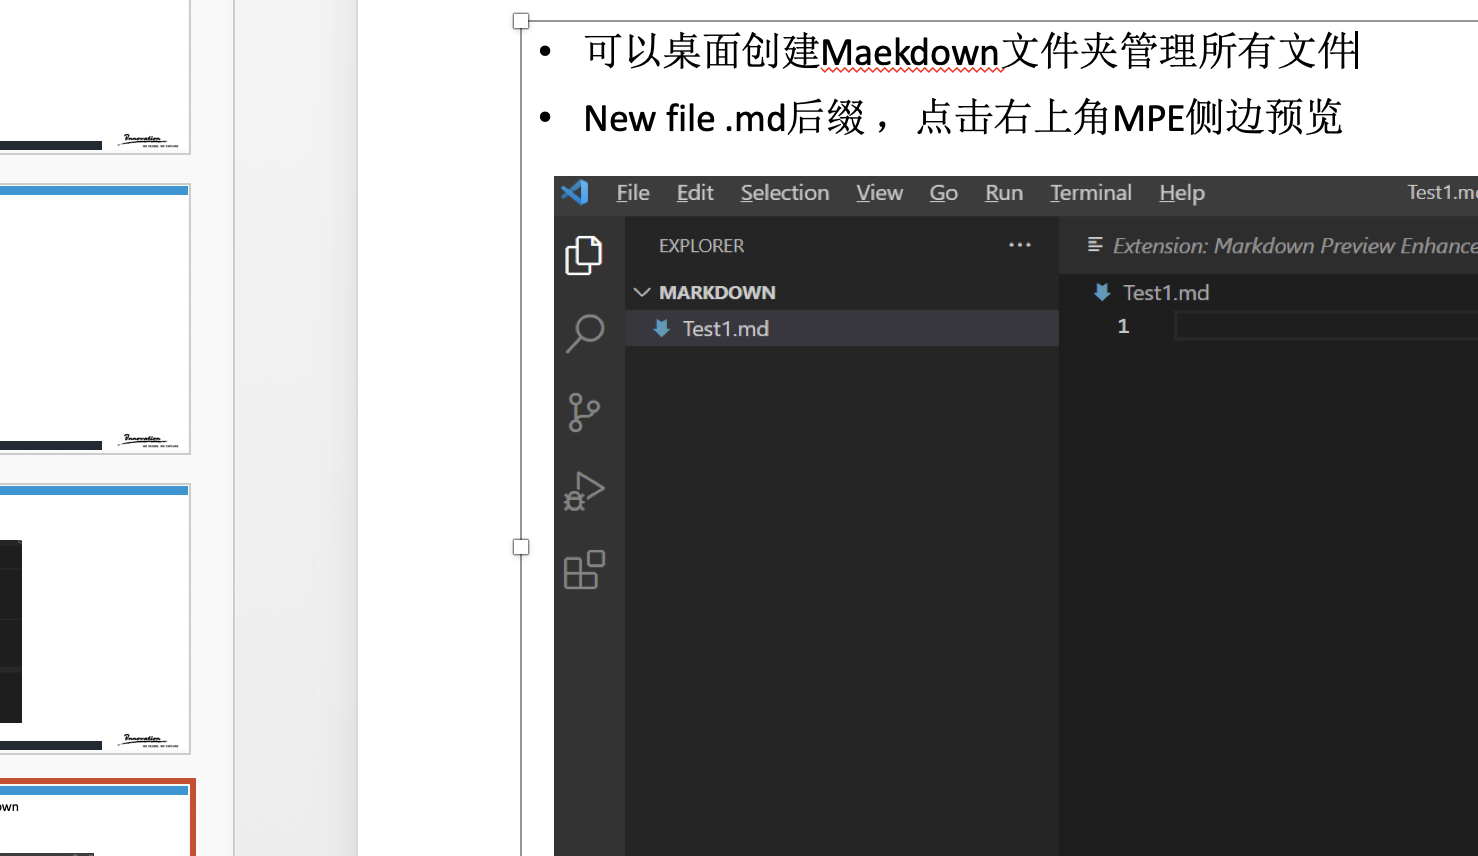 • 可以桌面创建Maekdown文件夹管理所有文件
• New file .md后缀，点击右上角MPE侧边预览
File Edit Selection View Go Run Terminal Help Test1.m
EXPLORER ··· Extension: Markdown Preview Enhance
MARKDOWN Test1.md
Test1.md 1
Innovation
Innovation
Innovation
own